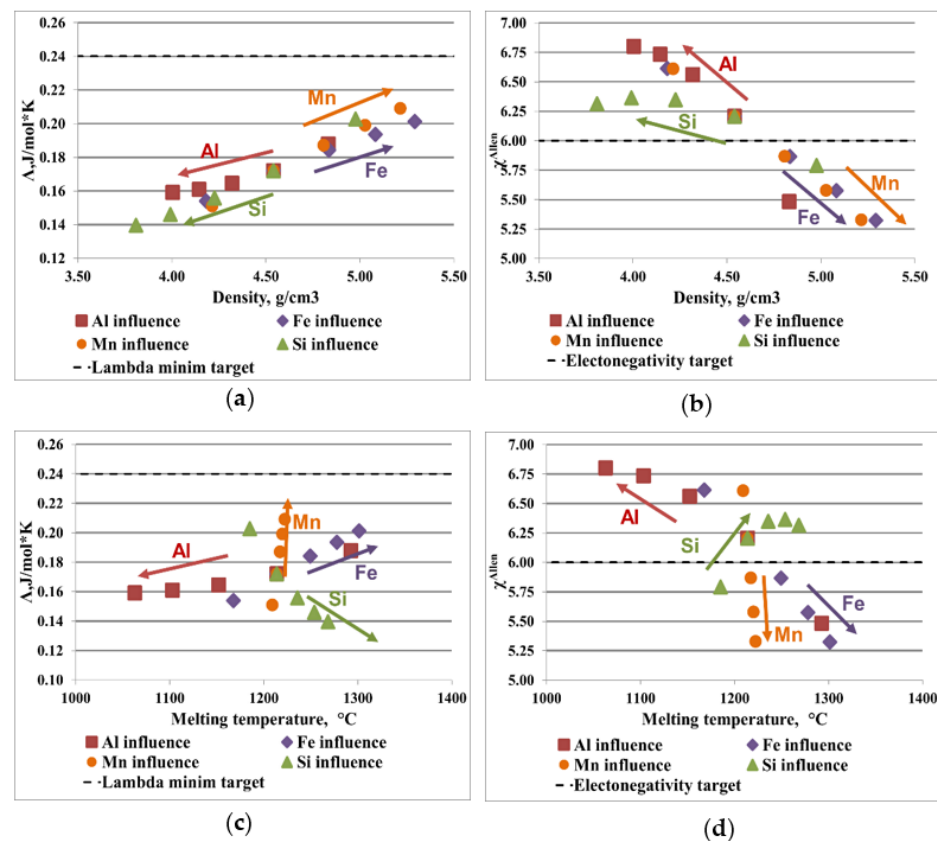 Λ,J/mol*K
0.26
0.24
0.22
0.20
0.18
0.16
0.14
0.12
Mn
Al
Fe
Si
3.50 4.00 4.50 5.00 5.50
Density, g/cm3
Al influence Fe influence
Mn influence Si influence
Lambda minim target
(a)
χAllen
7.00
6.75
6.50
6.25
6.00
5.75
5.50
5.25
5.00
Al
Si
Mn
Fe
3.50 4.00 4.50 5.00 5.50
Density, g/cm3
Al influence Fe influence
Mn influence Si influence
Electonegativity target
(b)
Λ,J/mol*K
0.26
0.24
0.22
0.20
0.18
0.16
0.14
0.12
0.10
Mn
Al
Fe
Si
1000 1100 1200 1300 1400
Melting temperature, °C
Al influence Fe influence
Mn influence Si influence
Lambda minim target
(c)
χAllen
7.00
6.75
6.50
6.25
6.00
5.75
5.50
5.25
5.00
Al
Si
Fe
Mn
1000 1100 1200 1300 1400
Melting temperature, °C
Al influence Fe influence
Mn influence Si influence
Electonegativity target
(d)